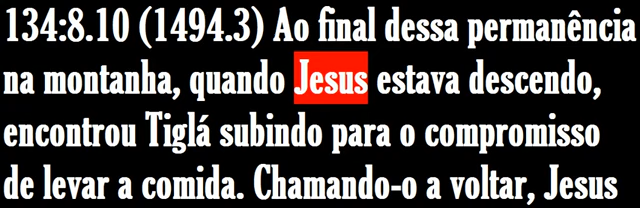 134:8.10 (1494.3) Ao final dessa permanência
na montanha, quando Jesus estava descendo,
encontrou Tiglá subindo para o compromisso
de levar a comida. Chamando-o a voltar, Jesus